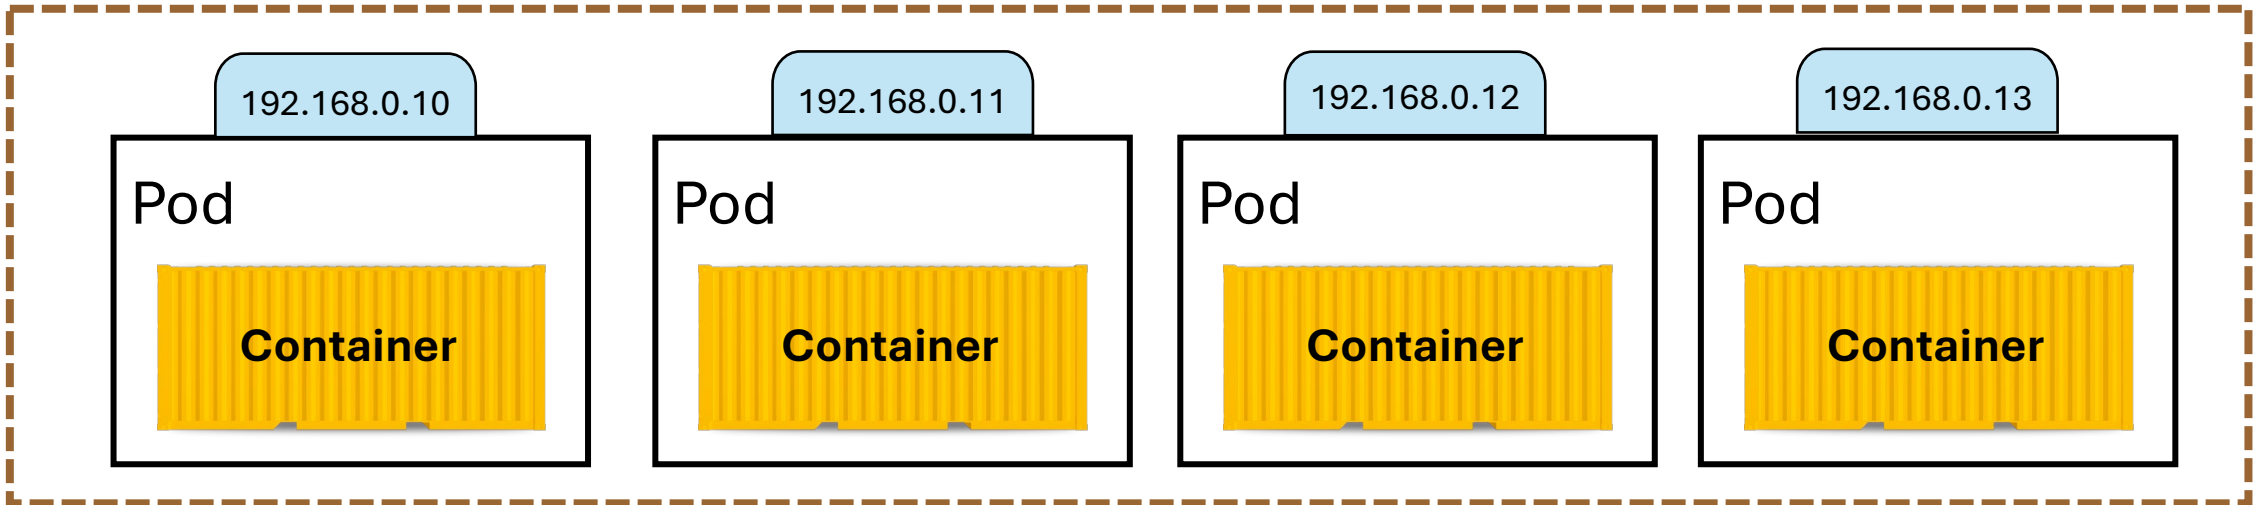 192.168.0.10
192.168.0.11
192.168.0.12
192.168.0.13
Pod
Pod
Pod
Pod
Container
Container
Container
Container